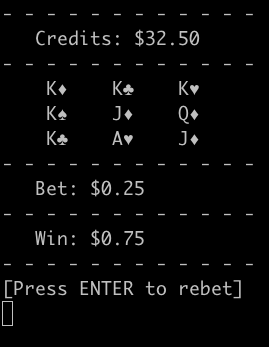 - - - - - - - - - - - - -
Credits: $32.50
- - - - - - - - - - - - -
K♦ K♣ K♥
K♠ J♦ Q♦
K♣ A♥ J♦
- - - - - - - - - - - - -
Bet: $0.25
- - - - - - - - - - - - -
Win: $0.75
- - - - - - - - - - - - -
[Press ENTER to rebet]